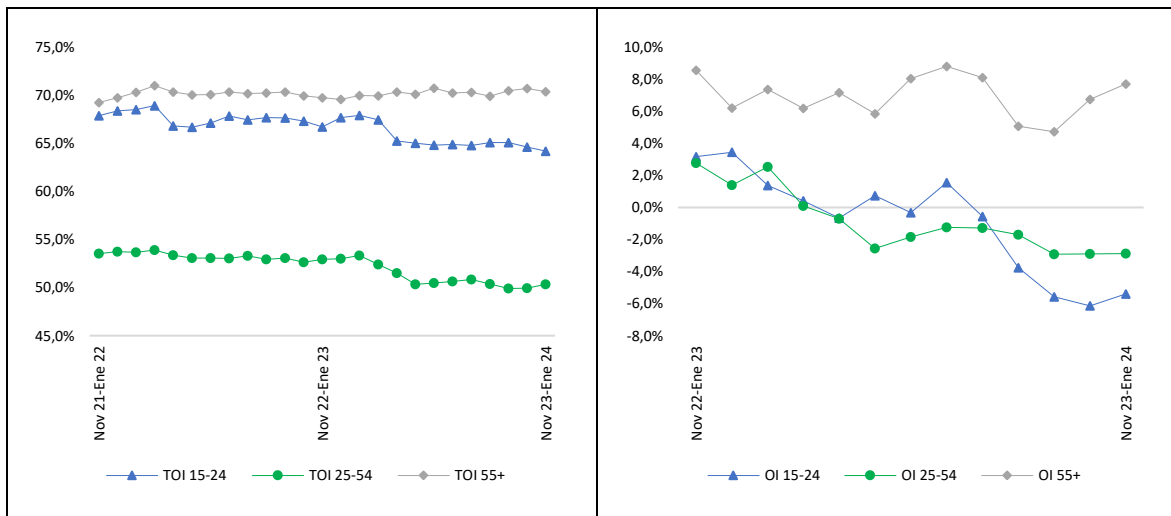 75,0%
70,0%
65,0%
60,0%
55,0%
50,0%
45,0%
Nov 21-Ene 22
Nov 22-Ene 23
Nov 23-Ene 24
TOI 15-24
TOI 25-54
TOI 55+
10,0%
8,0%
6,0%
4,0%
2,0%
0,0%
-2,0%
-4,0%
-6,0%
-8,0%
Nov 22-Ene 23
Nov 23-Ene 24
OI 15-24
OI 25-54
OI 55+